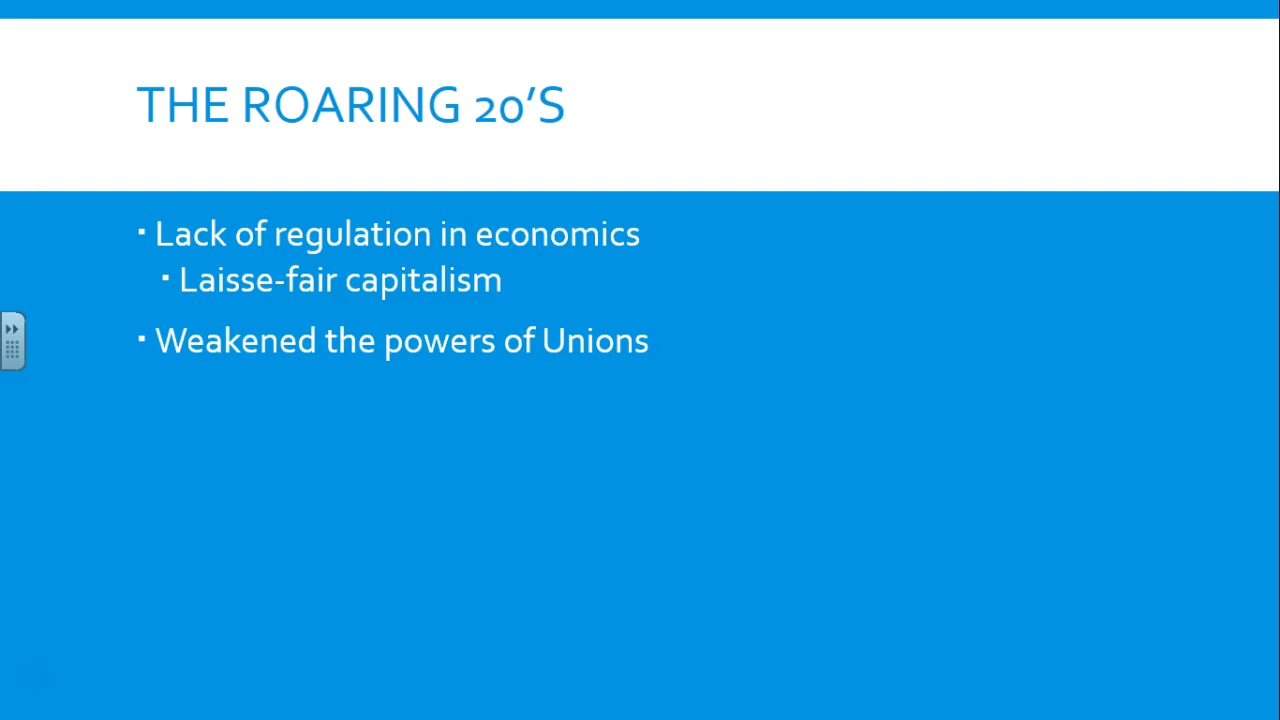 THE ROARING 20'S
▪ Lack of regulation in economics
▪ Laisse-fair capitalism
▪ Weakened the powers of Unions